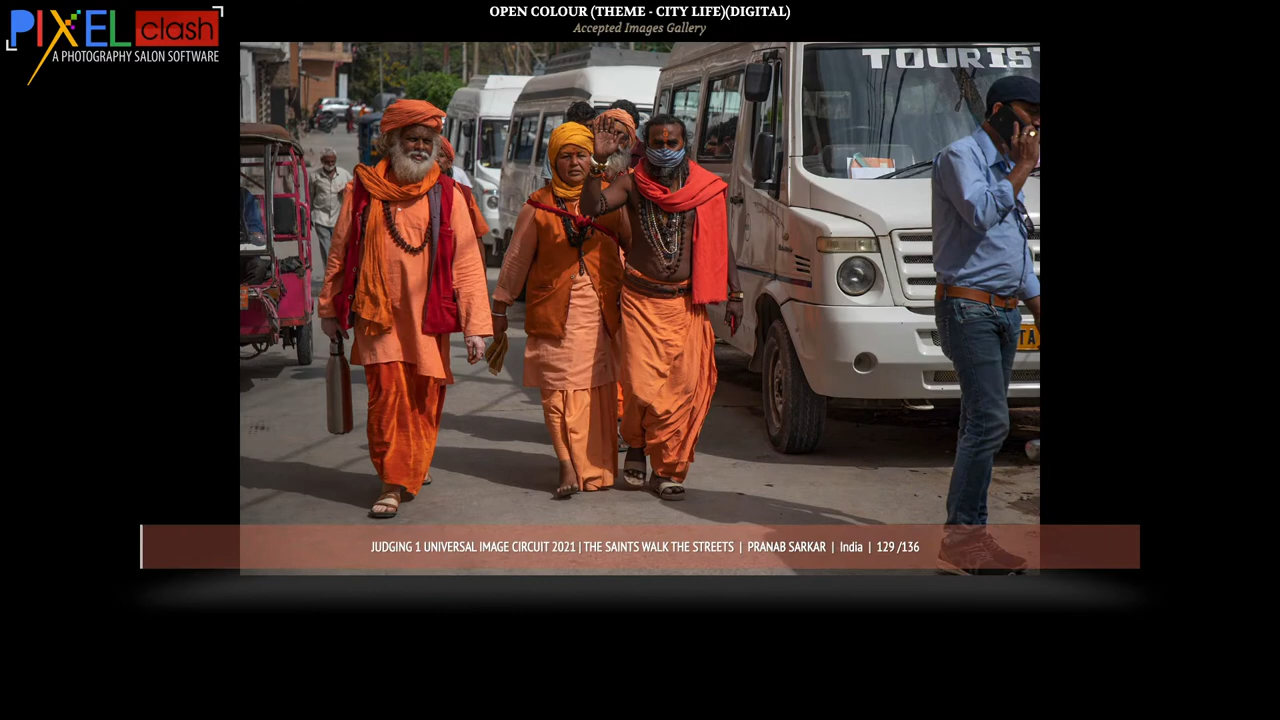 PIXEL clash
A PHOTOGRAPHY SALON SOFTWARE
OPEN COLOUR (THEME - CITY LIFE)(DIGITAL)
Accepted Images Gallery
TOURIST
JUDGING 1 UNIVERSAL IMAGE CIRCUIT 2021 | THE SAINTS WALK THE STREETS | PRANAB SARKAR | India | 129 /136